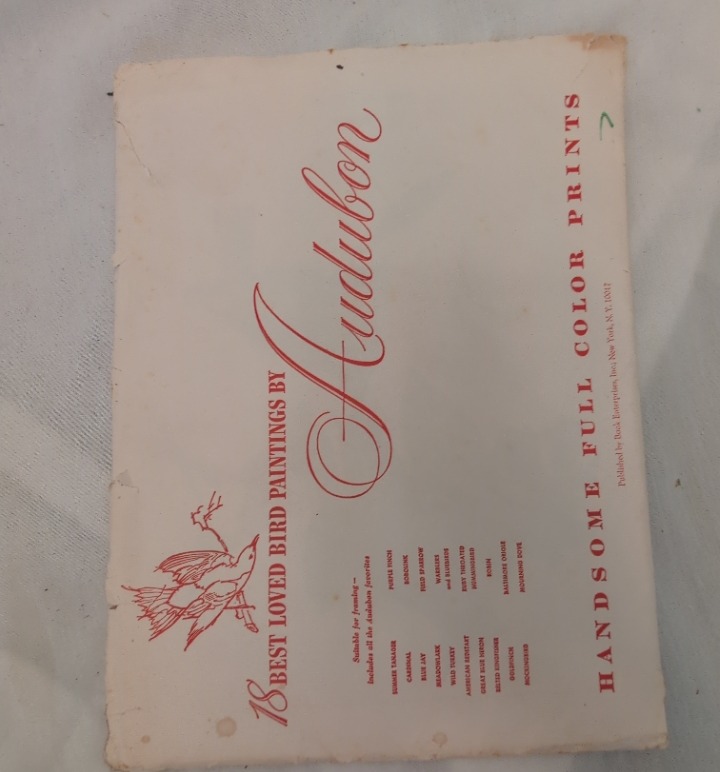 18 BEST LOVED BIRD PAINTINGS BY
Audubon
Suitable for framing—
Includes all the Audubon favorites
SUMMER TANAGER
CARDINAL
BLUE JAY
MEADOWLARK
WILD TURKEY
AMERICAN REDSTART
GREAT BLUE HERON
BELTED KINGFISHER
GOLDFINCH
MOCKINGBIRD
PURPLE FINCH
BOBOLINK
FIELD SPARROW
WARBLERS
and BLUEBIRDS
RUBY THROATED
HUMMINGBIRD
ROBIN
BALTIMORE ORIOLE
MOURNING DOVE
HANDSOME FULL COLOR PRINTS
Published by Book Enterprises, Inc., New York, N. Y. 10017